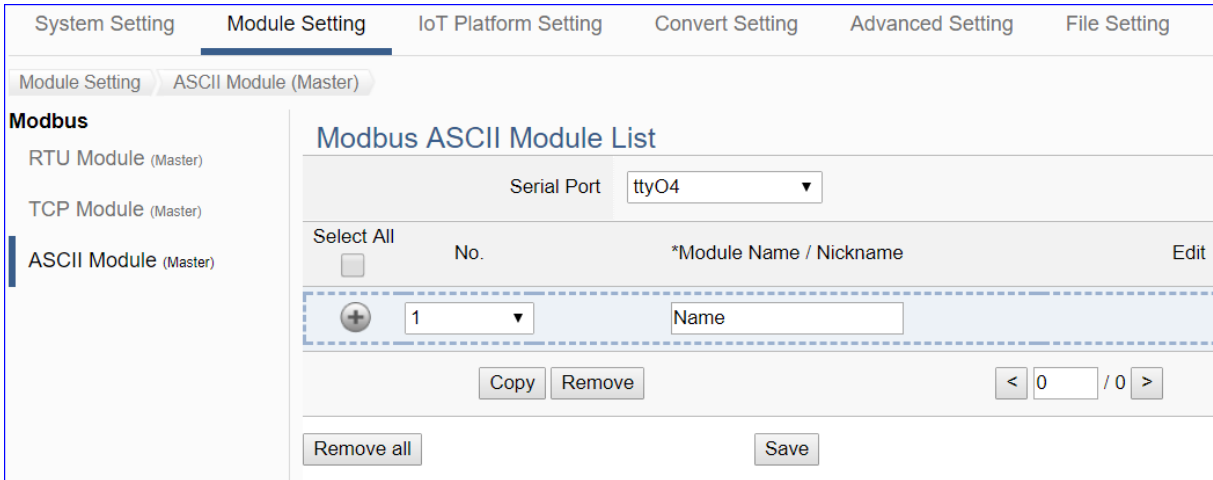 System Setting Module Setting IoT Platform Setting Convert Setting Advanced Setting File Setting
Module Setting ASCII Module (Master)
Modbus
RTU Module (Master)
TCP Module (Master)
ASCII Module (Master)
Modbus ASCII Module List
Serial Port ttyO4
Select All No. *Module Name / Nickname Edit
1 Name
Copy Remove < 0 / 0 >
Remove all Save